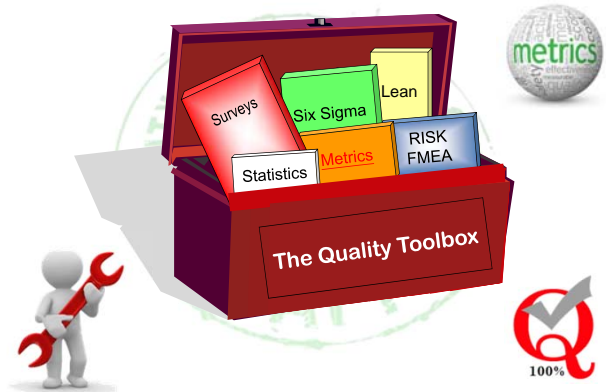 metrics
Surveys
Six Sigma
Lean
Statistics
Metrics
RISK
FMEA
The Quality Toolbox
100%